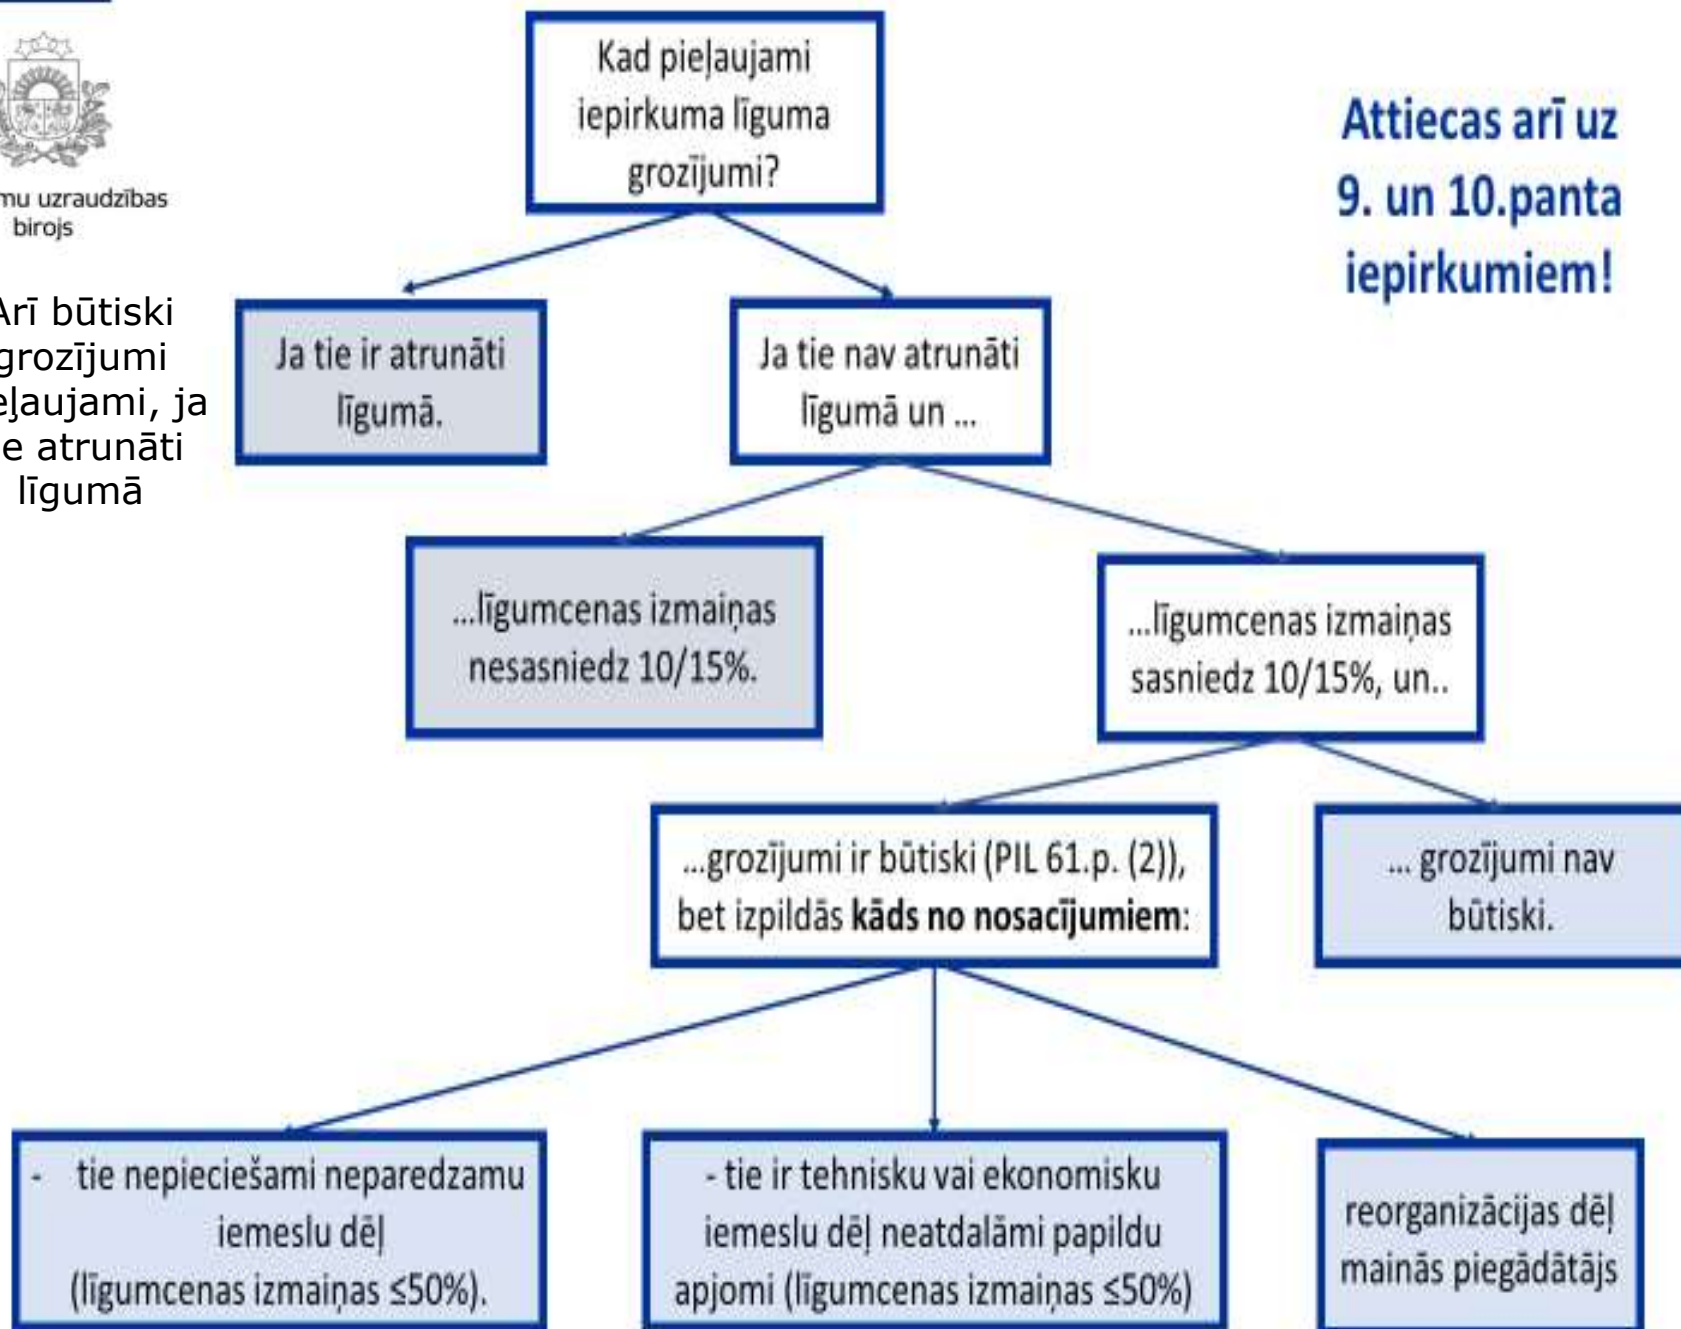 Kad pieļaujami
iepirkuma līguma
grozījumi?
Attiecas arī uz
9. un 10.panta
iepirkumiem!
mu uzraudzības
birojs
Arī būtiski
grozījumi
eļaujami, ja
e atrunāti
līgumā
Ja tie ir atrunāti
līgumā.
Ja tie nav atrunāti
līgumā un ...
...līgumcenas izmaiņas
nesasniedz 10/15%.
...līgumcenas izmaiņas
sasniedz 10/15%, un..
...grozījumi ir būtiski (PIL 61.p. (2)),
bet izpildās kāds no nosacījumiem:
... grozījumi nav
būtiski.
- tie nepieciešami neparedzamu
iemeslu dēļ
(līgumcenas izmaiņas ≤50%).
- tie ir tehnisku vai ekonomisku
iemeslu dēļ neatdalāmi papildu
apjomi (līgumcenas izmaiņas ≤50%)
reorganizācijas dēļ
mainās piegādātājs